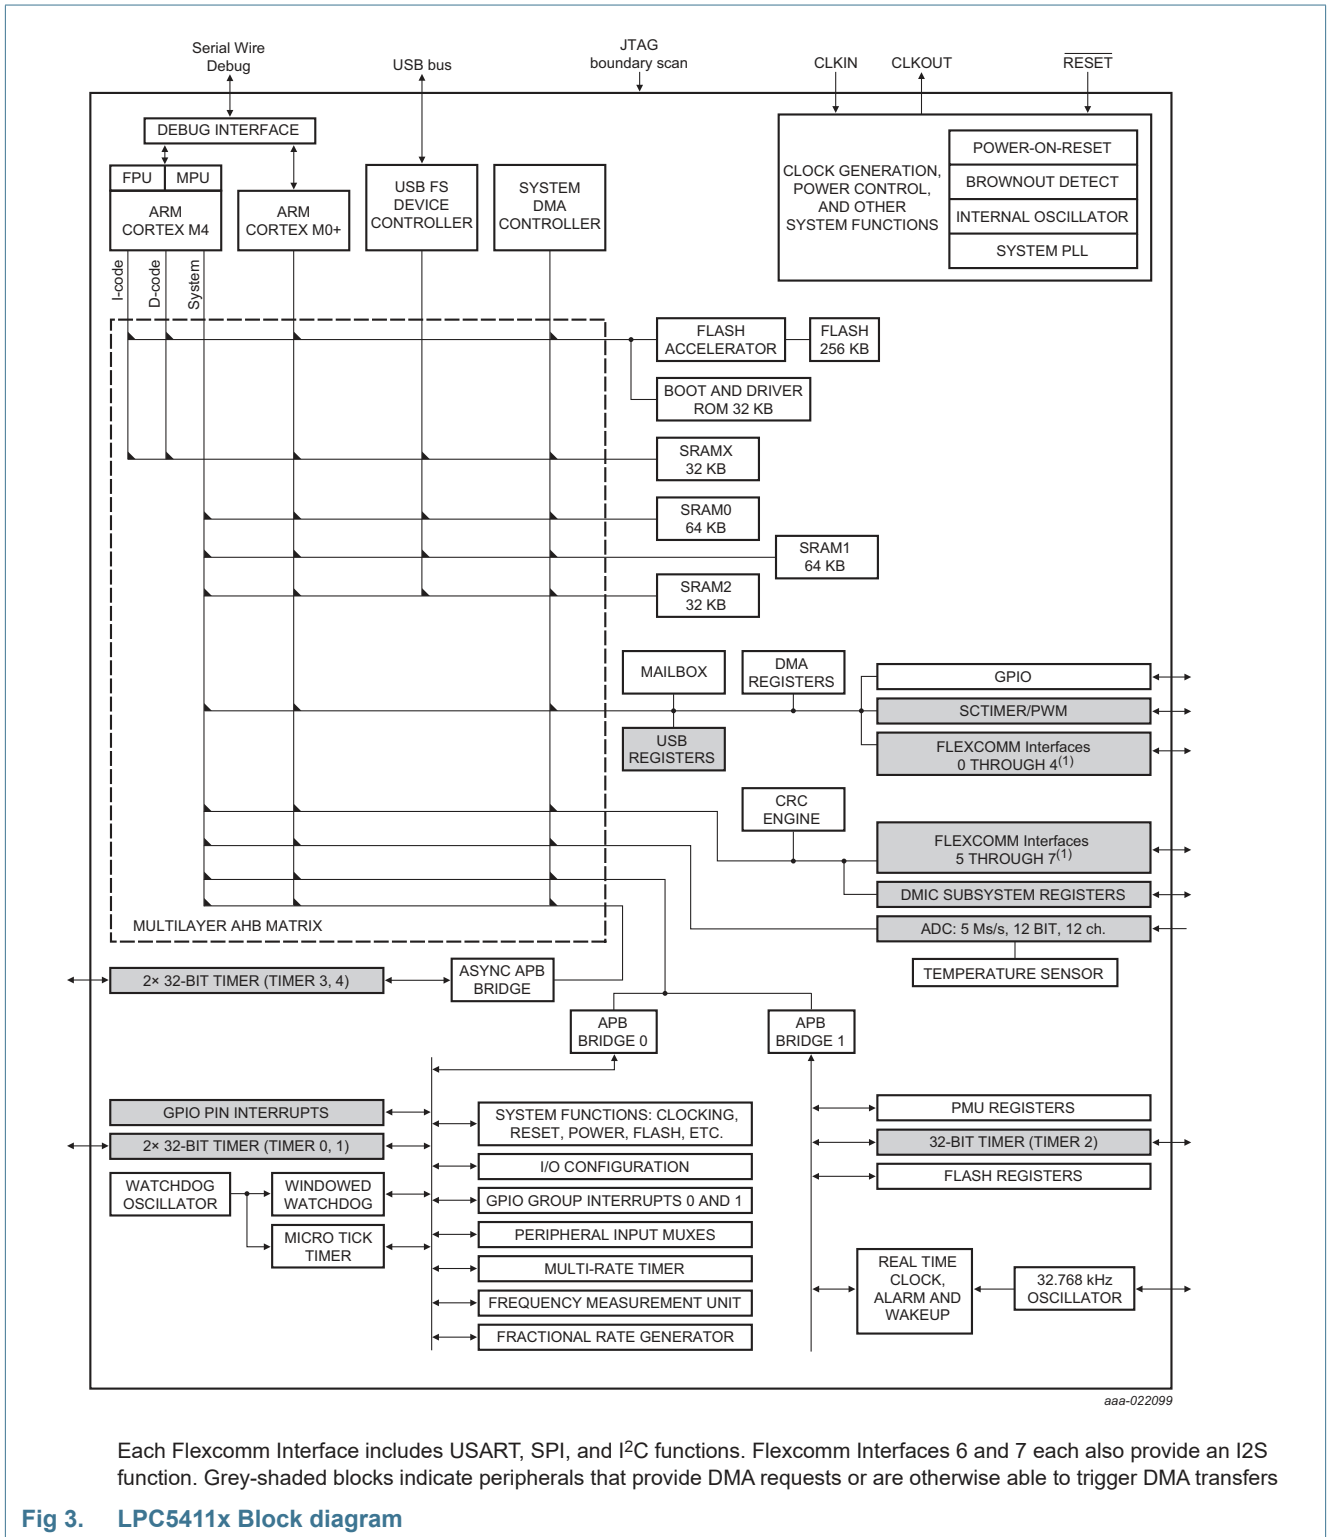 Serial Wire
Debug
USB bus
JTAG
boundary scan
CLKIN
CLKOUT
RESET
DEBUG INTERFACE
FPU
MPU
ARM
CORTEX M4
ARM
CORTEX M0+
USB FS
DEVICE
CONTROLLER
SYSTEM
DMA
CONTROLLER
CLOCK GENERATION,
POWER CONTROL,
AND OTHER
SYSTEM FUNCTIONS
POWER-ON-RESET
BROWNOUT DETECT
INTERNAL OSCILLATOR
SYSTEM PLL
I-code
D-code
System
FLASH
ACCELERATOR
FLASH
256 KB
BOOT AND DRIVER
ROM 32 KB
SRAMX
32 KB
SRAM0
64 KB
SRAM1
64 KB
SRAM2
32 KB
MAILBOX
DMA
REGISTERS
GPIO
SCTIMER/PWM
USB
REGISTERS
FLEXCOMM Interfaces
0 THROUGH 4(1)
CRC
ENGINE
FLEXCOMM Interfaces
5 THROUGH 7(1)
DMIC SUBSYSTEM REGISTERS
ADC: 5 Ms/s, 12 BIT, 12 ch.
TEMPERATURE SENSOR
MULTILAYER AHB MATRIX
2× 32-BIT TIMER (TIMER 3, 4)
ASYNC APB
BRIDGE
APB
BRIDGE 0
APB
BRIDGE 1
GPIO PIN INTERRUPTS
2× 32-BIT TIMER (TIMER 0, 1)
WATCHDOG
OSCILLATOR
WINDOWED
WATCHDOG
MICRO TICK
TIMER
SYSTEM FUNCTIONS: CLOCKING,
RESET, POWER, FLASH, ETC.
I/O CONFIGURATION
GPIO GROUP INTERRUPTS 0 AND 1
PERIPHERAL INPUT MUXES
MULTI-RATE TIMER
FREQUENCY MEASUREMENT UNIT
FRACTIONAL RATE GENERATOR
PMU REGISTERS
32-BIT TIMER (TIMER 2)
FLASH REGISTERS
REAL TIME
CLOCK,
ALARM AND
WAKEUP
32.768 kHz
OSCILLATOR
aaa-022099
Each Flexcomm Interface includes USART, SPI, and I2C functions. Flexcomm Interfaces 6 and 7 each also provide an I2S
function. Grey-shaded blocks indicate peripherals that provide DMA requests or are otherwise able to trigger DMA transfers
Fig 3. LPC5411x Block diagram